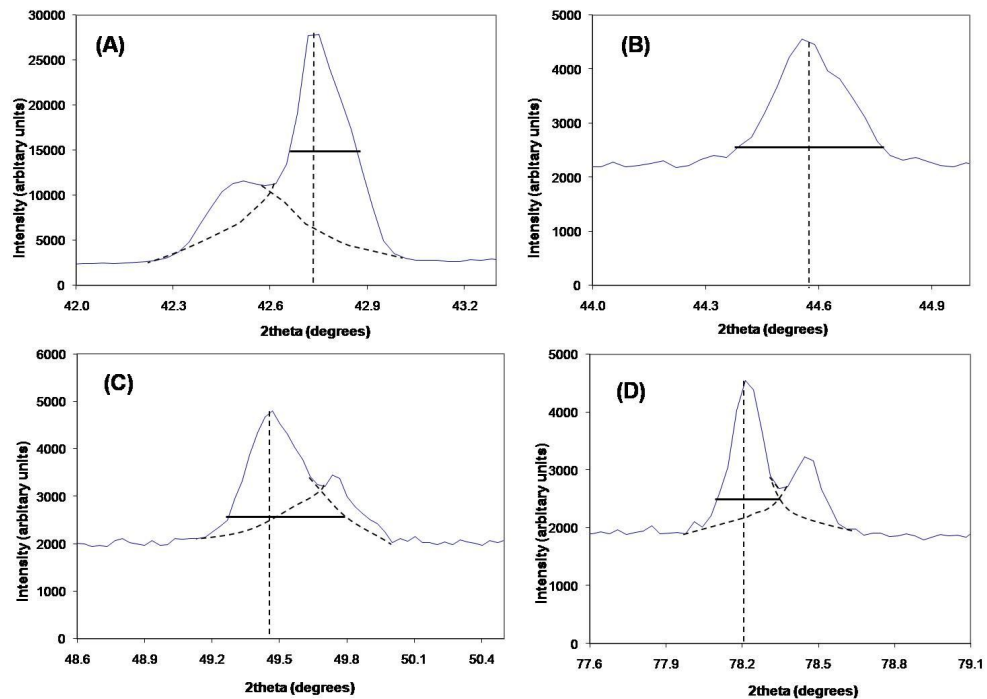 (A)
Intensity (arbitary units)
30000
25000
20000
15000
10000
5000
0
42.0 42.3 42.6 42.9 43.2
2theta (degrees)
(B)
Intensity (arbitary units)
5000
4000
3000
2000
1000
0
44.0 44.3 44.6 44.9
2theta (degrees)
(C)
Intensity (arbitary units)
6000
5000
4000
3000
2000
1000
0
48.6 48.9 49.2 49.5 49.8 50.1 50.4
2theta (degrees)
(D)
Intensity (arbitary units)
5000
4000
3000
2000
1000
0
77.6 77.9 78.2 78.5 78.8 79.1
2theta (degrees)